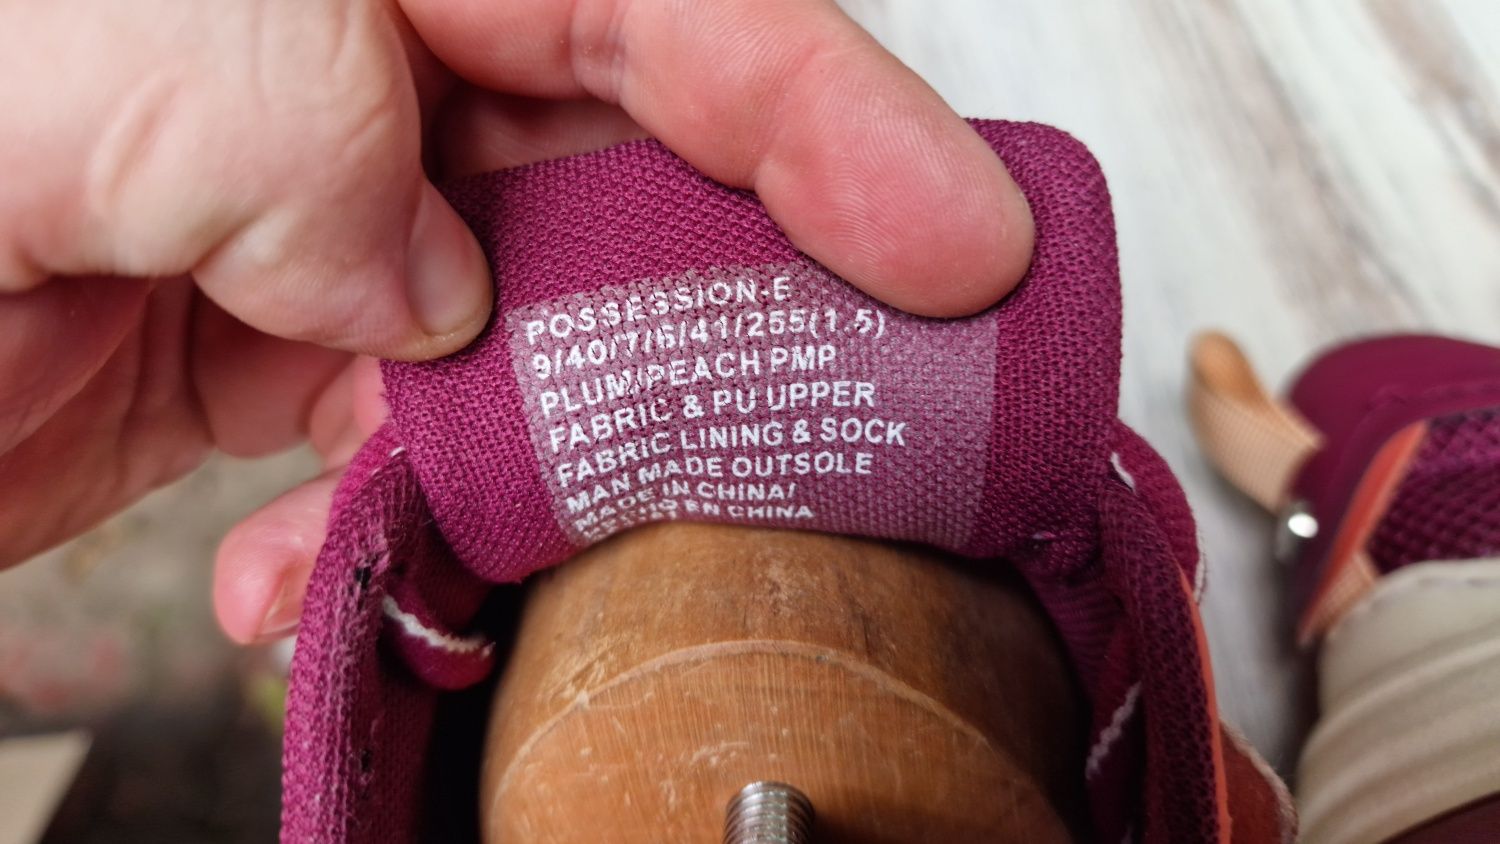 POSSESSION-E
9/40/7/6/41/255(1.5)
PLUM/PEACH PMP
FABRIC & PU UPPER
FABRIC LINING & SOCK
MAN MADE OUTSOLE
MADE IN CHINA/
EN CHINA